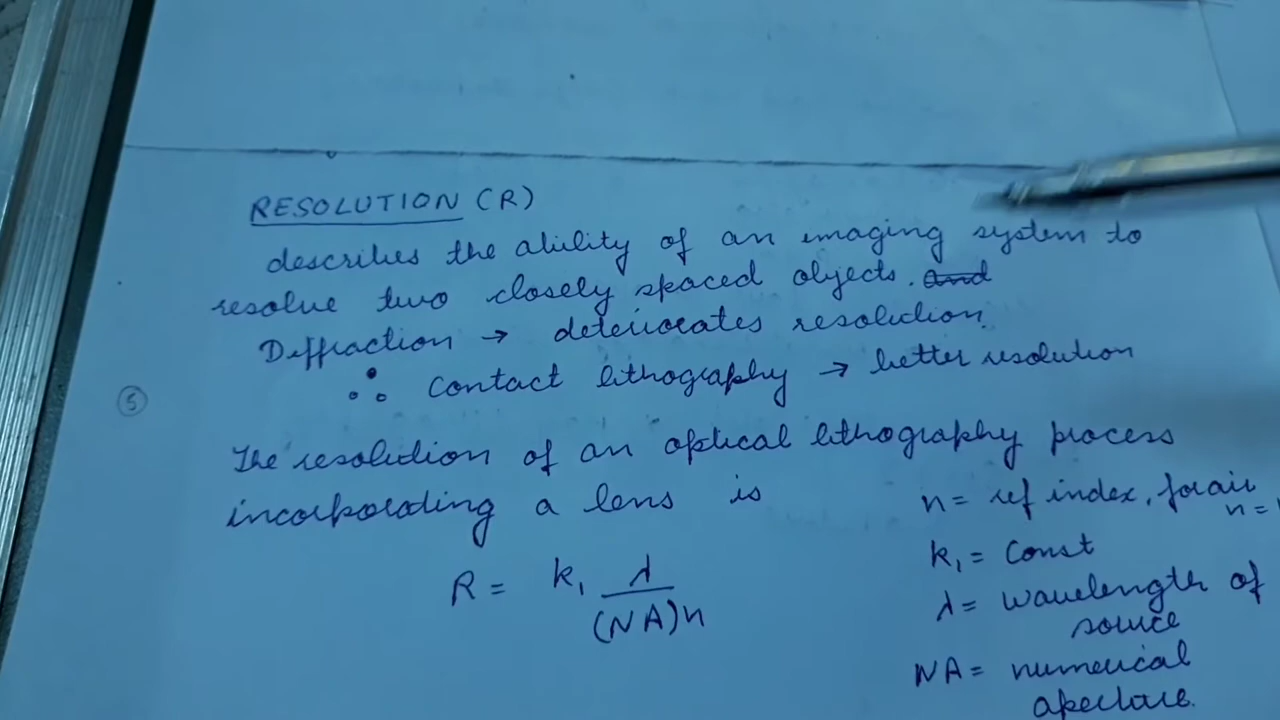 RESOLUTION (R)
describes the ability of an imaging system to
resolve two closely spaced objects. and
Diffraction → deteriorates resolution.
∴ Contact lithography → better resolution
5
The resolution of an optical lithography process
incorporating a lens is
R = k₁ λ / (NA)n
n = ref index, for air
n =
k₁ = Const
λ = wavelength of
source
NA = numerical
aperture.